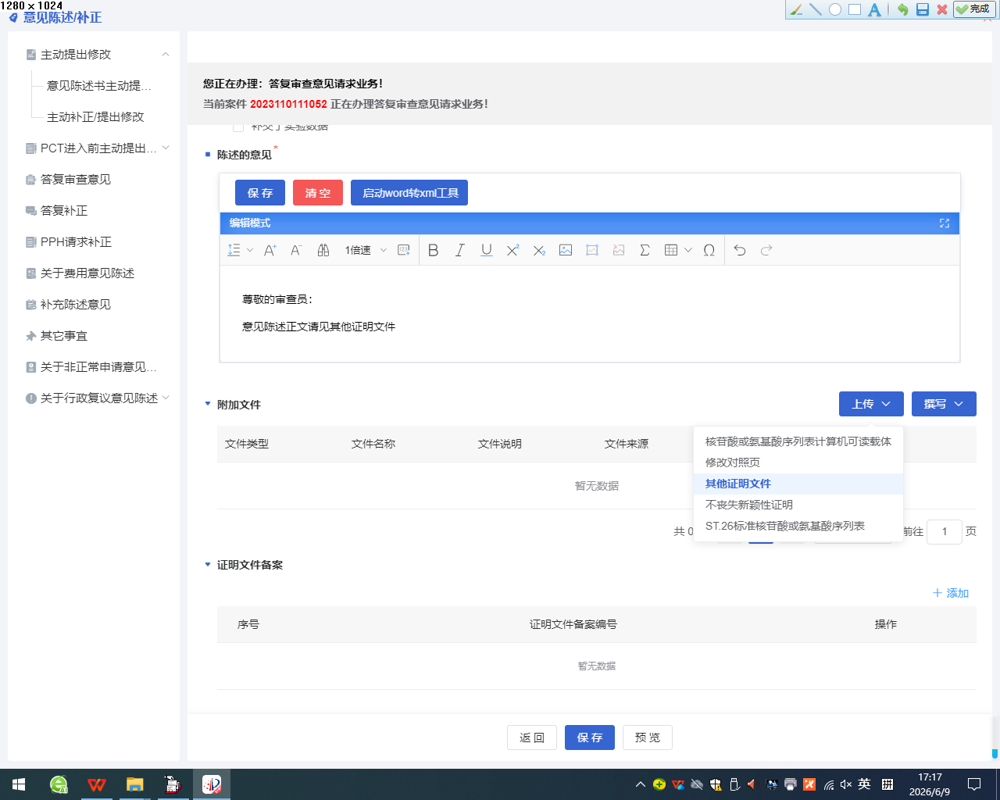 1280 x 1024
完成
意见陈述/补正
主动提出修改
意见陈述书主动提...
主动补正/提出修改
PCT进入前主动提出...
答复审查意见
答复补正
PPH请求补正
关于费用意见陈述
补充陈述意见
其它事宜
关于非正常申请意见...
关于行政复议意见陈述
您正在办理：答复审查意见请求业务！
当前案件 2023110111052 正在办理答复审查意见请求业务！
补交了实验数据
陈述的意见*
保 存 清 空 启动word转xml工具
编辑模式
1倍速
尊敬的审查员：
意见陈述正文请见其他证明文件
附加文件
上传 撰写
文件类型 文件名称 文件说明 文件来源
核苷酸或氨基酸序列表计算机可读载体
修改对照页
其他证明文件
不丧失新颖性证明
ST.26标准核苷酸或氨基酸序列表
暂无数据
共 0
前往 1 页
证明文件备案
+ 添加
序号 证明文件备案编号 操作
暂无数据
返 回 保 存 预 览
英 拼
17:17
2026/6/9